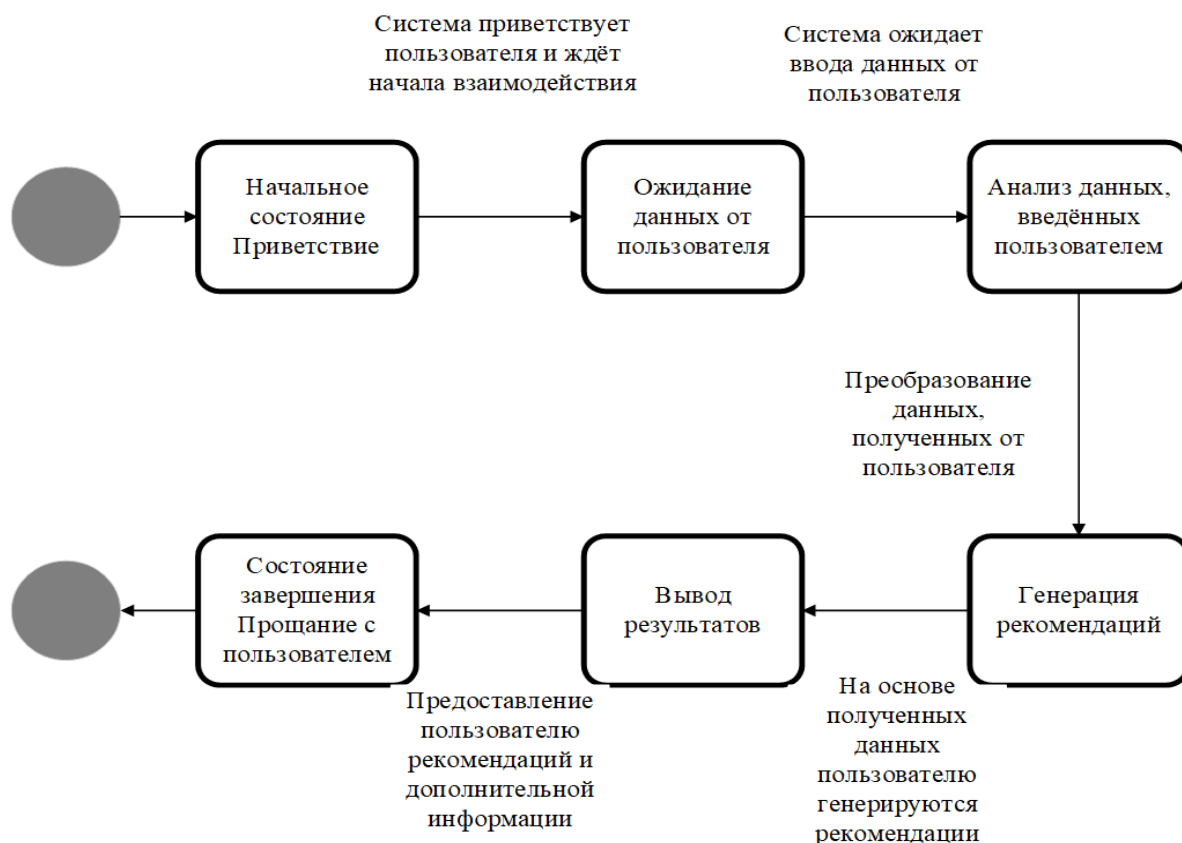 Система приветствует
пользователя и ждёт
начала взаимодействия
Система ожидает
ввода данных от
пользователя
Начальное
состояние
Приветствие
Ожидание
данных от
пользователя
Анализ данных,
введённых
пользователем
Преобразование
данных,
полученных от
пользователя
Генерация
рекомендаций
Вывод
результатов
Состояние
завершения
Прощание с
пользователем
На основе
полученных
данных
пользователю
генерируются
рекомендации
Предоставление
пользователю
рекомендаций и
дополнительной
информации